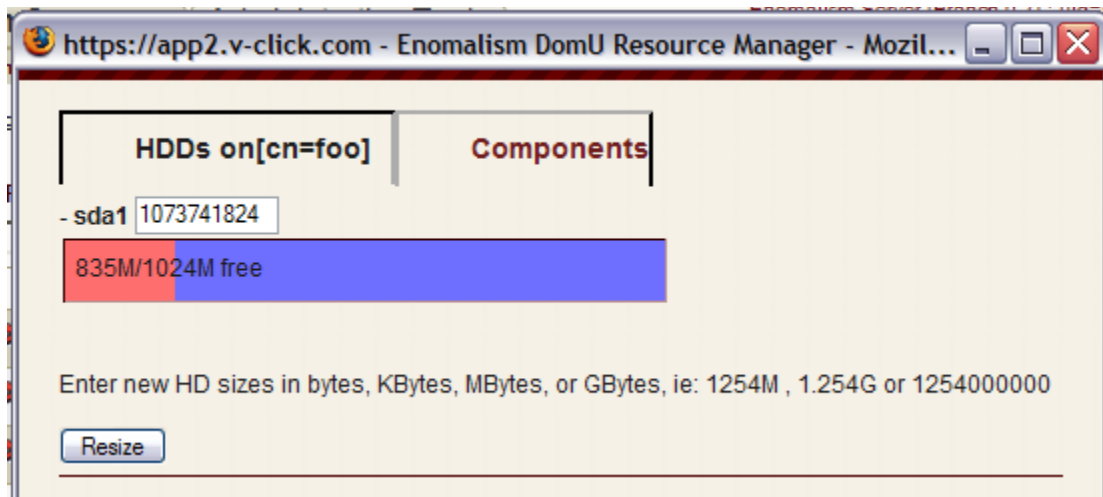 https://app2.v-click.com - Enomalism DomU Resource Manager - Mozil...
HDDs on[cn=foo] Components
- sda1 1073741824
835M/1024M free
Enter new HD sizes in bytes, KBytes, MBytes, or GBytes, ie: 1254M , 1.254G or 1254000000
Resize